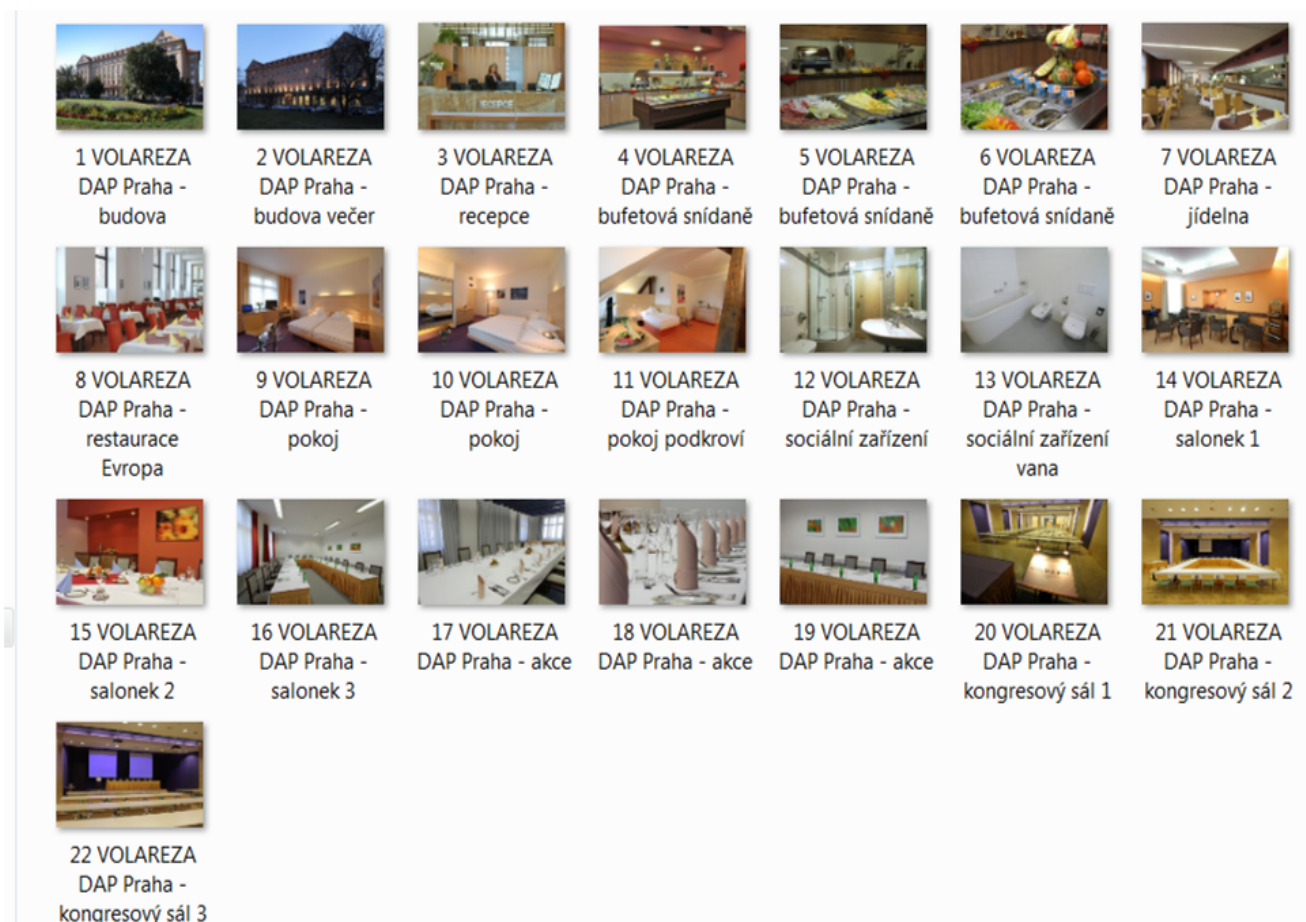 RECEPCE
1 VOLAREZA
DAP Praha -
budova
2 VOLAREZA
DAP Praha -
budova večer
3 VOLAREZA
DAP Praha -
recepce
4 VOLAREZA
DAP Praha -
bufetová snídaně
5 VOLAREZA
DAP Praha -
bufetová snídaně
6 VOLAREZA
DAP Praha -
bufetová snídaně
7 VOLAREZA
DAP Praha -
jídelna
8 VOLAREZA
DAP Praha -
restaurace
Evropa
9 VOLAREZA
DAP Praha -
pokoj
10 VOLAREZA
DAP Praha -
pokoj
11 VOLAREZA
DAP Praha -
pokoj podkroví
12 VOLAREZA
DAP Praha -
sociální zařízení
13 VOLAREZA
DAP Praha -
sociální zařízení
vana
14 VOLAREZA
DAP Praha -
salonek 1
15 VOLAREZA
DAP Praha -
salonek 2
16 VOLAREZA
DAP Praha -
salonek 3
17 VOLAREZA
DAP Praha - akce
18 VOLAREZA
DAP Praha - akce
19 VOLAREZA
DAP Praha - akce
20 VOLAREZA
DAP Praha -
kongresový sál 1
21 VOLAREZA
DAP Praha -
kongresový sál 2
22 VOLAREZA
DAP Praha -
kongresový sál 3